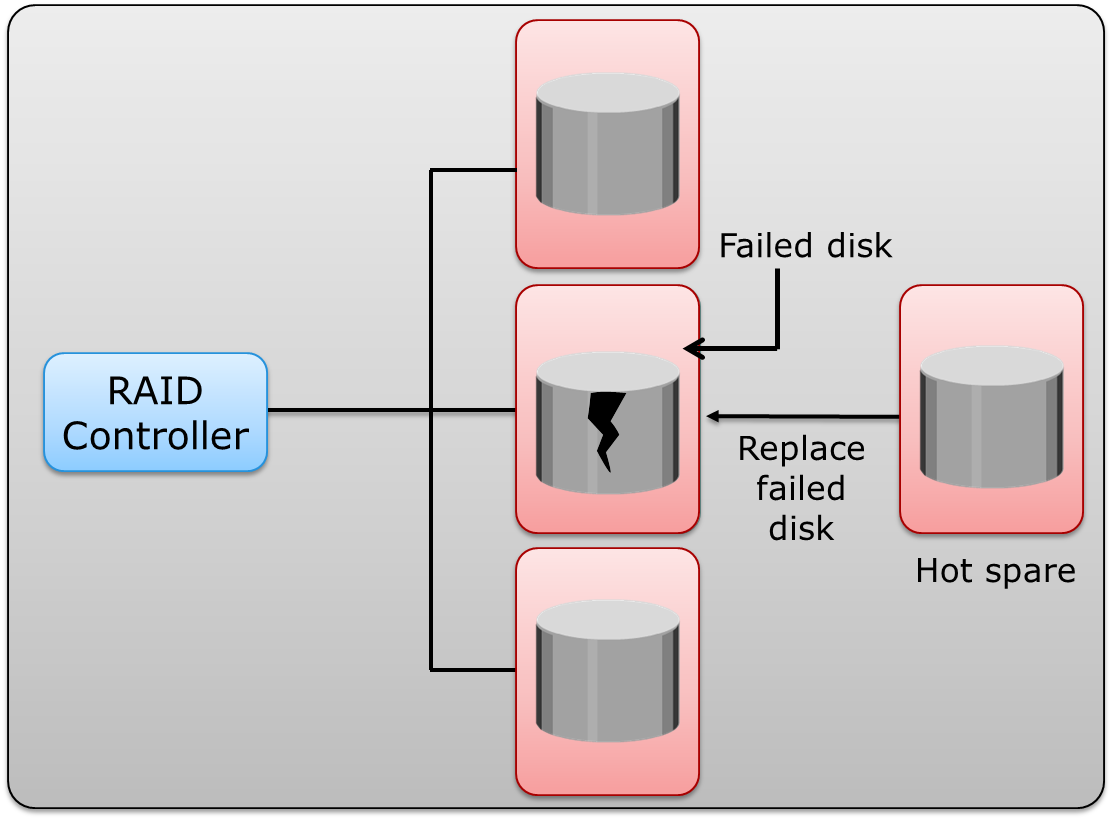 Failed disk
RAID
Controller
Replace
failed
disk
Hot spare